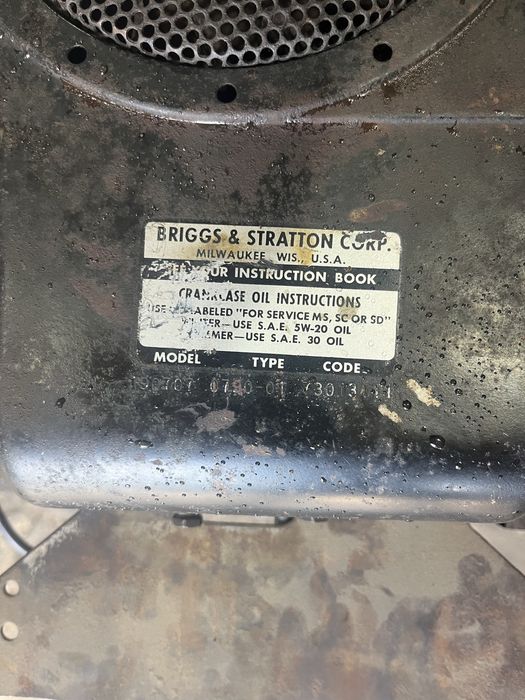 BRIGGS & STRATTON CORP.
MILWAUKEE, WIS., U.S.A.
INSTRUCTION BOOK
CRANKCASE OIL INSTRUCTIONS
LABELED "FOR SERVICE MS, SC OR SD"
—USE S.A.E. 5W-20 OIL
—USE S.A.E. 30 OIL
MODEL TYPE CODE